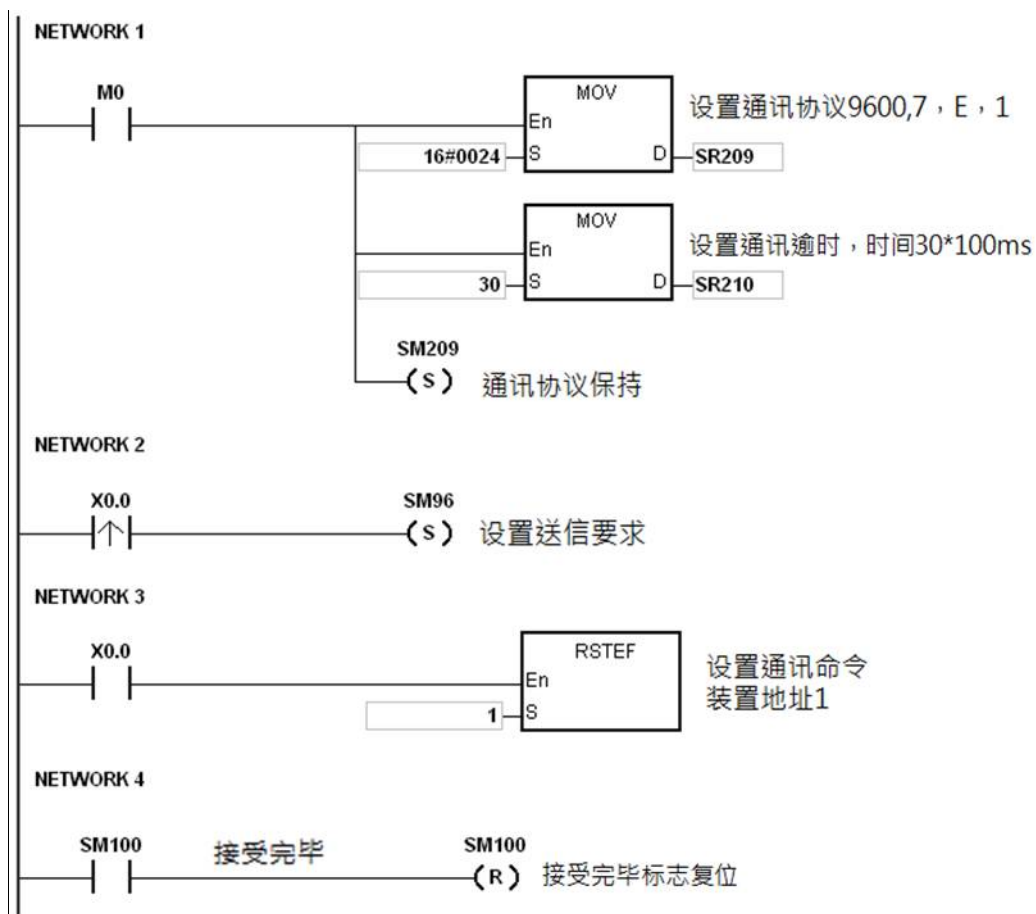 NETWORK 1
M0
MOV
设置通讯协议9600,7，E，1
En
16#0024
S
D
SR209
MOV
设置通讯逾时，时间30*100ms
En
30
S
D
SR210
SM209
( S )
通讯协议保持
NETWORK 2
X0.0
SM96
( S )
设置送信要求
NETWORK 3
X0.0
RSTEF
设置通讯命令
En
装置地址1
1
S
NETWORK 4
SM100
接受完毕
SM100
( R )
接受完毕标志复位